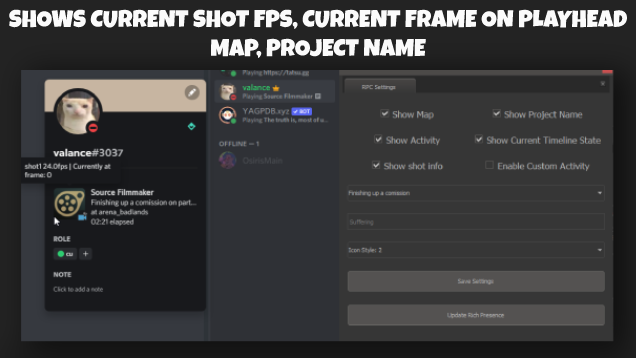 SHOWS CURRENT SHOT FPS, CURRENT FRAME ON PLAYHEAD
MAP, PROJECT NAME
valance#3037
shot1 24.0fps | Currently at
frame: 0
Source Filmmaker
Finishing up a comission on part...
at arena_badlands
02:21 elapsed
ROLE
cu
+
NOTE
Click to add a note
Playing https://tatsu.gg
valance
Playing Source Filmmaker
YAGPDB.xyz ✓ BOT
Playing The truth is, most of u...
OFFLINE — 1
RPC Settings
Show Map
Show Project Name
Show Activity
Show Current Timeline State
Show shot info
Enable Custom Activity
Finishing up a comission
Suffering
Icon Style: 2
Save Settings
Update Rich Presence